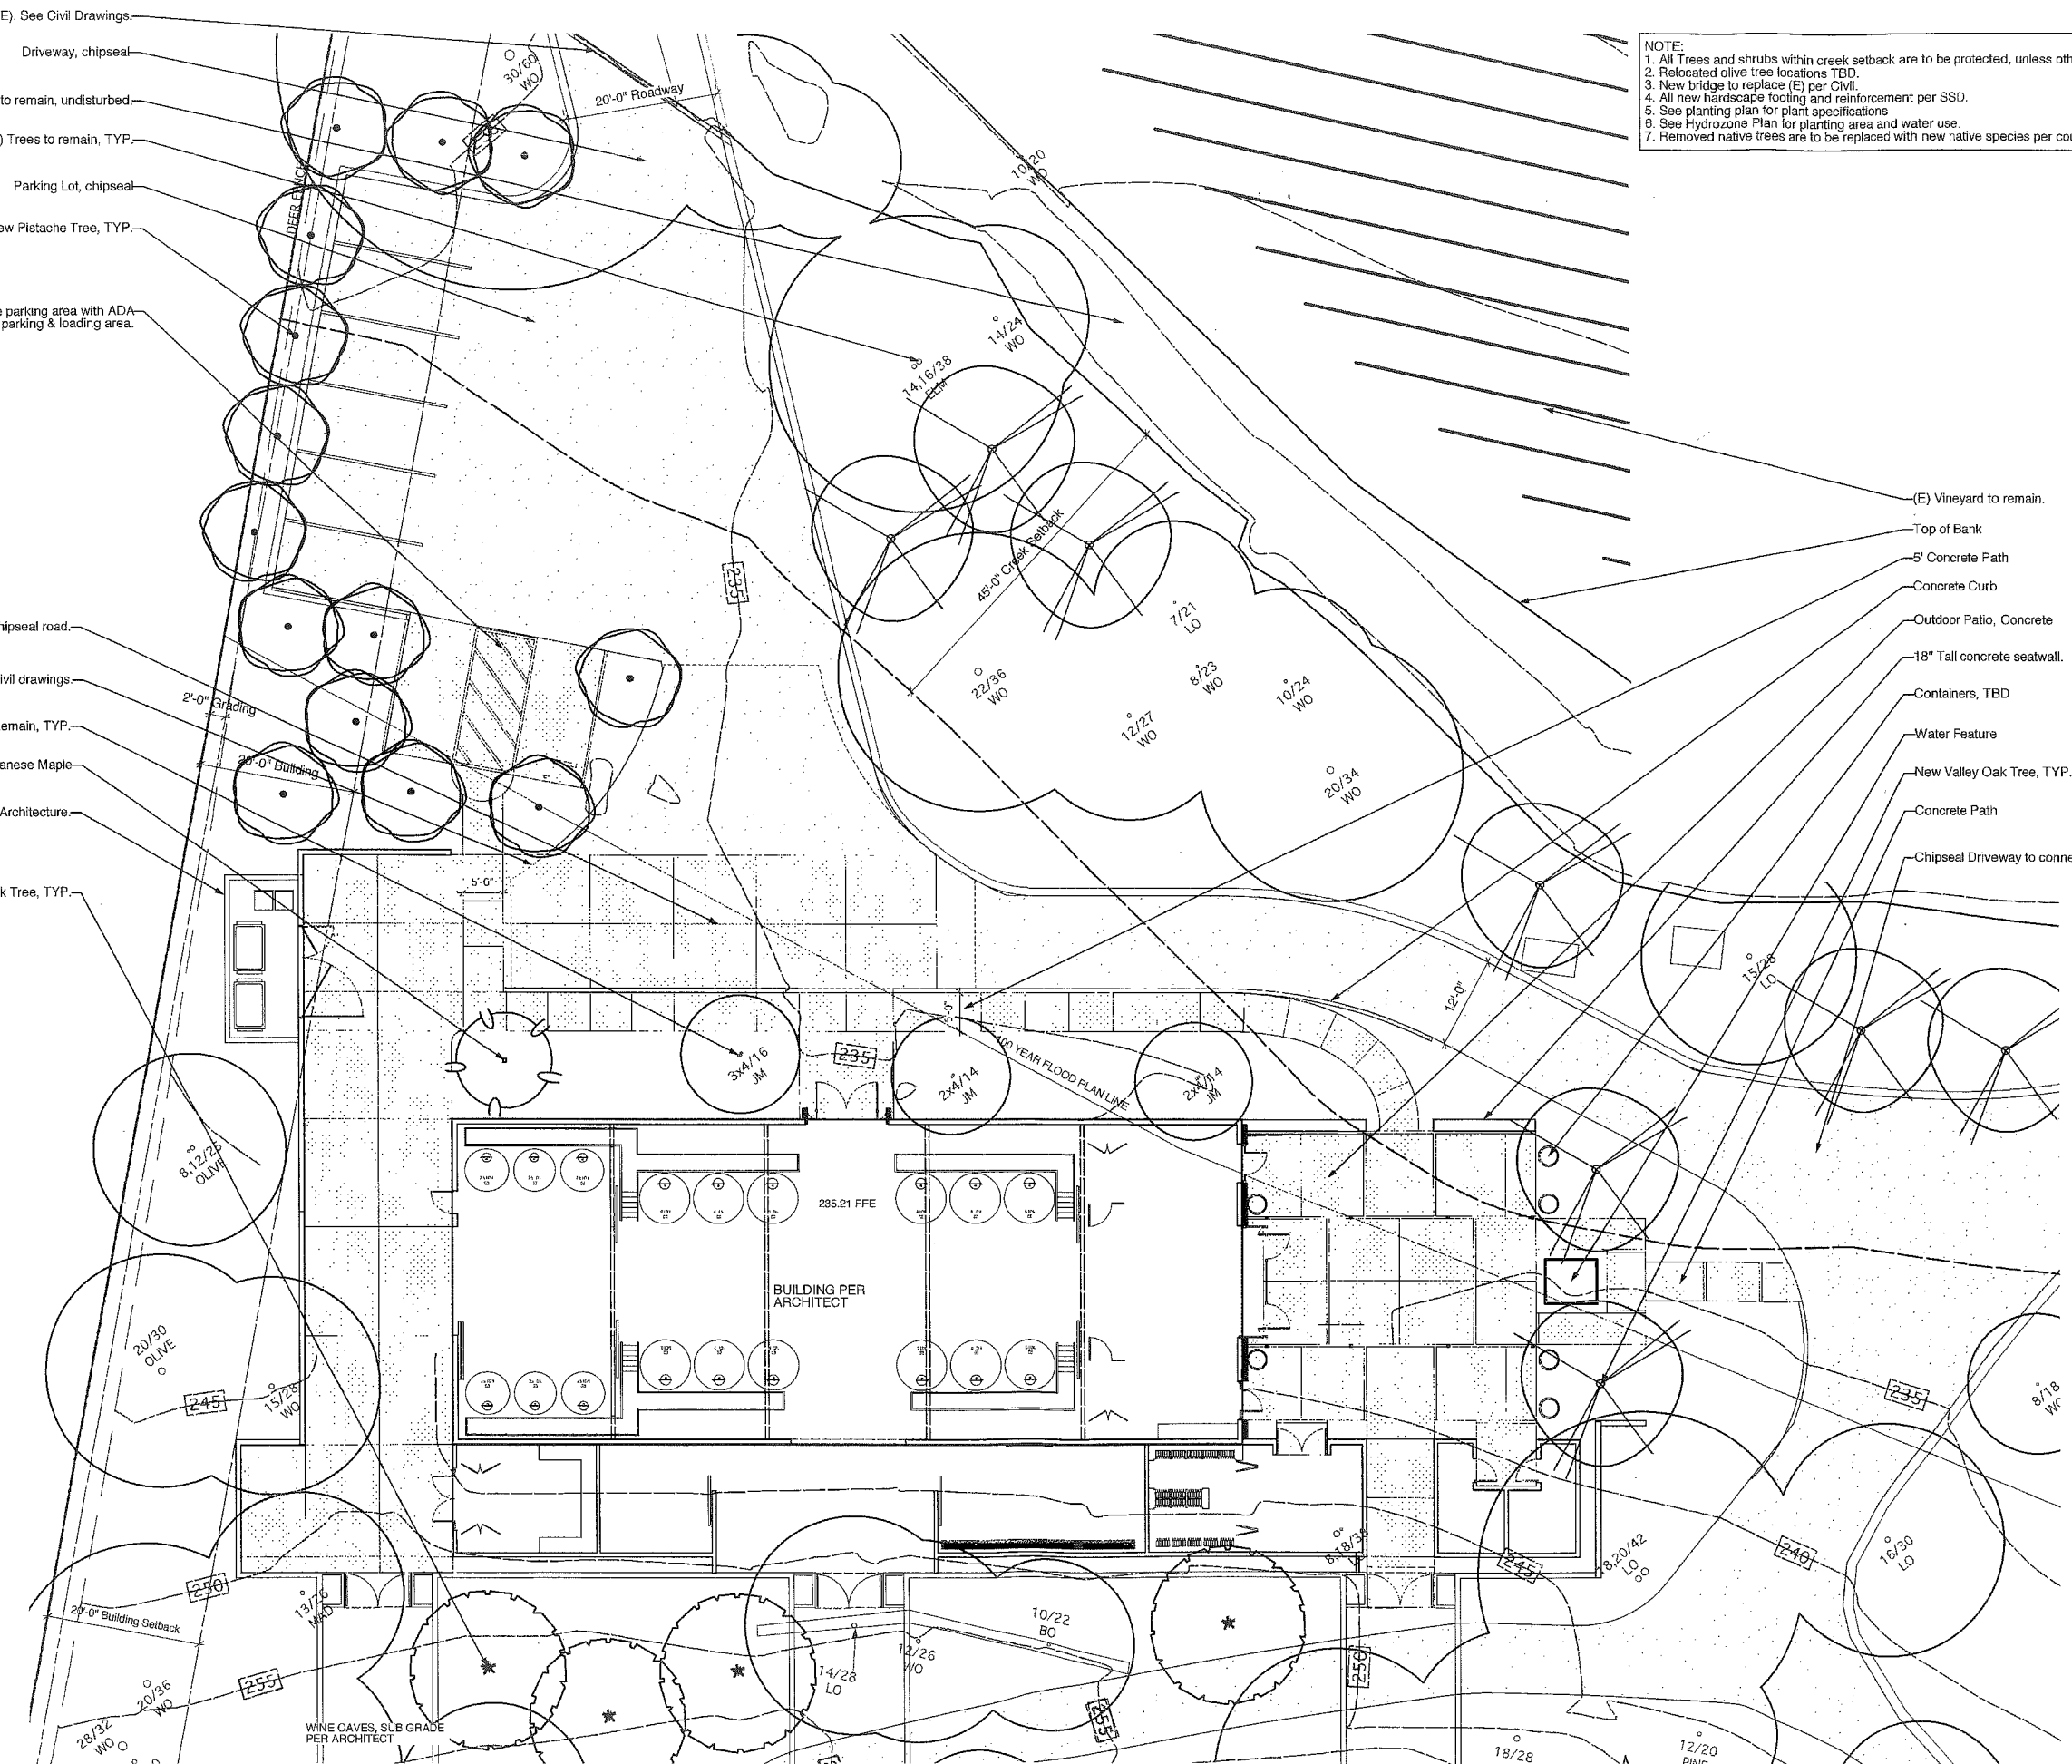 E). See Civil Drawings.
Driveway, chipseal
to remain, undisturbed.
) Trees to remain, TYP.
Parking Lot, chipseal
ew Pistache Tree, TYP.
e parking area with ADA
parking & loading area.
hipseal road.
ivil drawings.
emain, TYP.
anese Maple
Architecture.
k Tree, TYP.
NOTE:
1. All Trees and shrubs within creek setback are to be protected, unless oth
2. Relocated olive tree locations TBD.
3. New bridge to replace (E) per Civil.
4. All new hardscape footing and reinforcement per SSD.
5. See planting plan for plant specifications
6. See Hydrozone Plan for planting area and water use.
7. Removed native trees are to be replaced with new native species per cou
(E) Vineyard to remain.
Top of Bank
5' Concrete Path
Concrete Curb
Outdoor Patio, Concrete
18" Tall concrete seatwall.
Containers, TBD
Water Feature
New Valley Oak Tree, TYP.
Concrete Path
Chipseal Driveway to conne
30/60
WO
20'-0" Roadway
10/20
WO
DEER FENCE
14/24
WO
14,16/38
ELM
45'-0" Creek Setback
235
7/21
LO
22/36
WO
8/23
WO
10/24
WO
12/27
WO
20/34
WO
2'-0" Grading
20'-0" Building
5'-0"
15/28
LO
12'-0"
5'-5"
3x4/16
JM
235
2x4/14
JM
100 YEAR FLOOD PLAN LINE
2x4/14
JM
8,12/25
OLIVE
235.21 FFE
BUILDING PER
ARCHITECT
20/30
OLIVE
245
15/28
WO
235
8/18
250
13/26
MAD
20'-0" Building Setback
8,18/38
245
18,20/42
LO
240
16/30
LO
10/22
BO
12/26
WO
14/28
LO
250
255
20/36
WO
28/32
WO
WINE CAVES, SUB GRADE
PER ARCHITECT
255
18/28
12/20
PINE